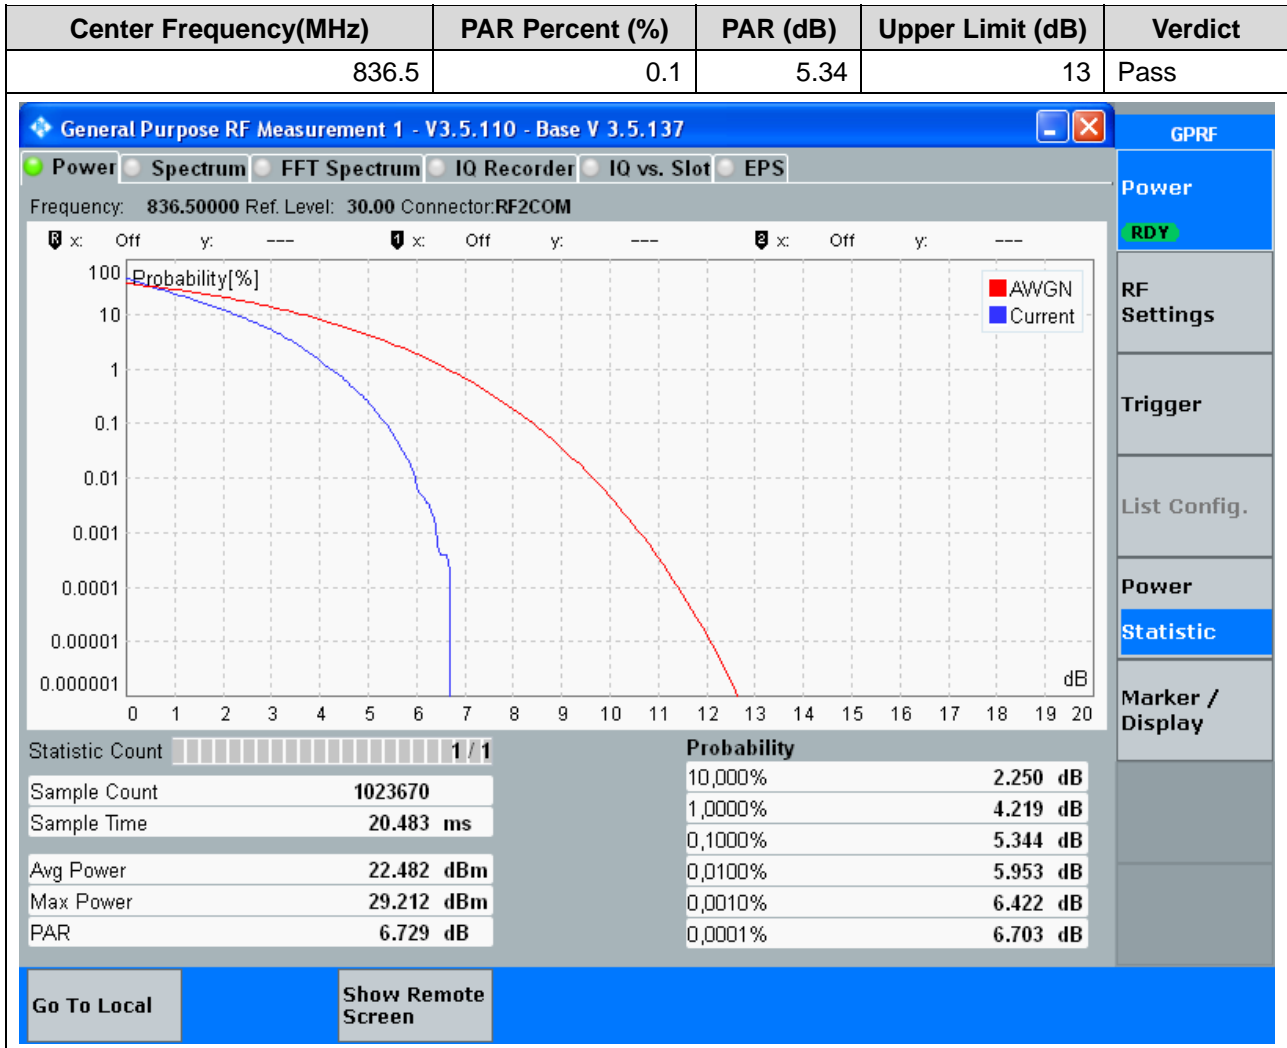 Center Frequency(MHz) PAR Percent (%) PAR (dB) Upper Limit (dB) Verdict
836.5 0.1 5.34 13 Pass
General Purpose RF Measurement 1 - V3.5.110 - Base V 3.5.137
GPRF
Power Spectrum FFT Spectrum IQ Recorder IQ vs. Slot EPS
Power
RDY
Frequency: 836.50000 Ref. Level: 30.00 Connector:RF2COM
R x: Off y: --- 1 x: Off y: --- 2 x: Off y: ---
Probability[%]
AWGN
Current
100
10
1
0.1
0.01
0.001
0.0001
0.00001
0.000001
dB
0 1 2 3 4 5 6 7 8 9 10 11 12 13 14 15 16 17 18 19 20
RF
Settings
Trigger
List Config.
Power
Statistic
Marker /
Display
Statistic Count 1 / 1
Sample Count 1023670
Sample Time 20.483 ms
Avg Power 22.482 dBm
Max Power 29.212 dBm
PAR 6.729 dB
Probability
10,000% 2.250 dB
1,0000% 4.219 dB
0,1000% 5.344 dB
0,0100% 5.953 dB
0,0010% 6.422 dB
0,0001% 6.703 dB
Go To Local
Show Remote
Screen